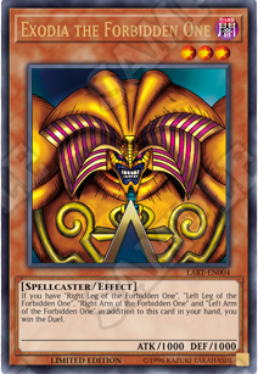 Exodia the Forbidden One
DARK
LART-EN004
[Spellcaster/Effect]
If you have "Right Leg of the Forbidden One", "Left Leg of the
Forbidden One", "Right Arm of the Forbidden One" and "Left Arm
of the Forbidden One" in addition to this card in your hand, you
win the Duel.
ATK/1000 DEF/1000
LIMITED EDITION
©1996 KAZUKI TAKAHASHI